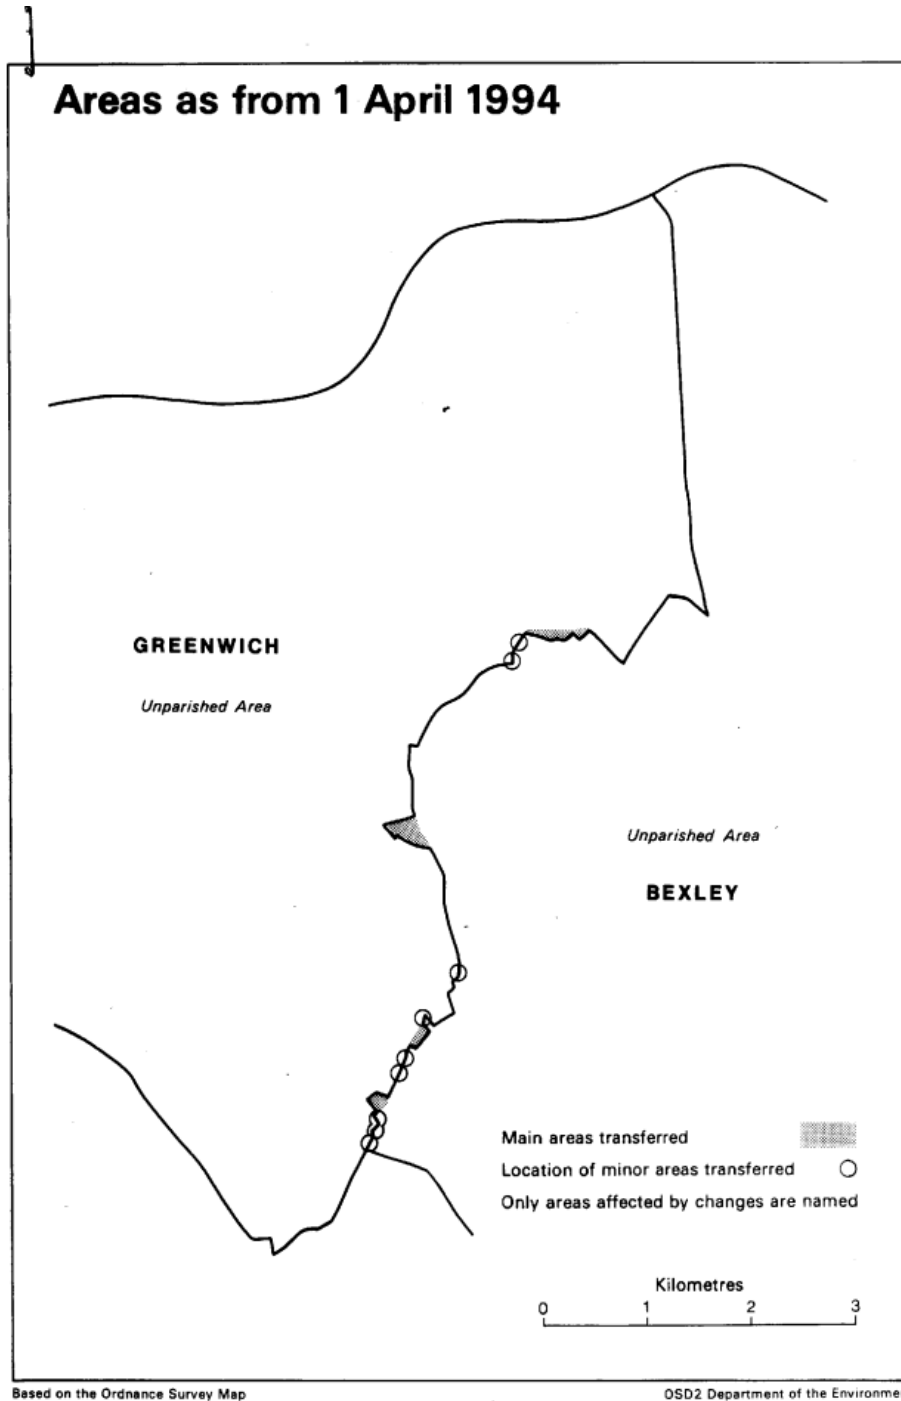 Areas as from 1 April 1994
GREENWICH
Unparished Area
Unparished Area
BEXLEY
Main areas transferred
Location of minor areas transferred
Only areas affected by changes are named
Kilometres
0 1 2 3
Based on the Ordnance Survey Map
OSD2 Department of the Environme